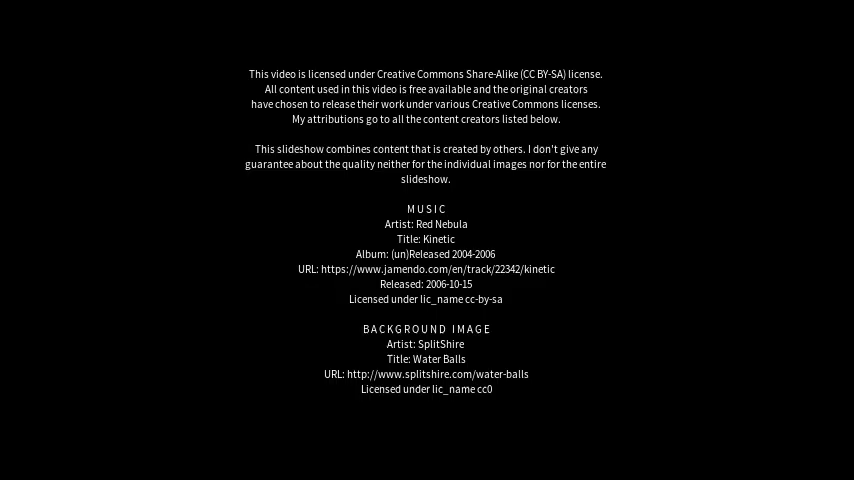 This video is licensed under Creative Commons Share-Alike (CC BY-SA) license.
All content used in this video is free available and the original creators
have chosen to release their work under various Creative Commons licenses.
My attributions go to all the content creators listed below.
This slideshow combines content that is created by others. I don't give any
guarantee about the quality neither for the individual images nor for the entire
slideshow.
MUSIC
Artist: Red Nebula
Title: Kinetic
Album: (un)Released 2004-2006
URL: https://www.jamendo.com/en/track/22342/kinetic
Released: 2006-10-15
Licensed under lic_name cc-by-sa
BACKGROUND IMAGE
Artist: SplitShire
Title: Water Balls
URL: http://www.splitshire.com/water-balls
Licensed under lic_name cc0